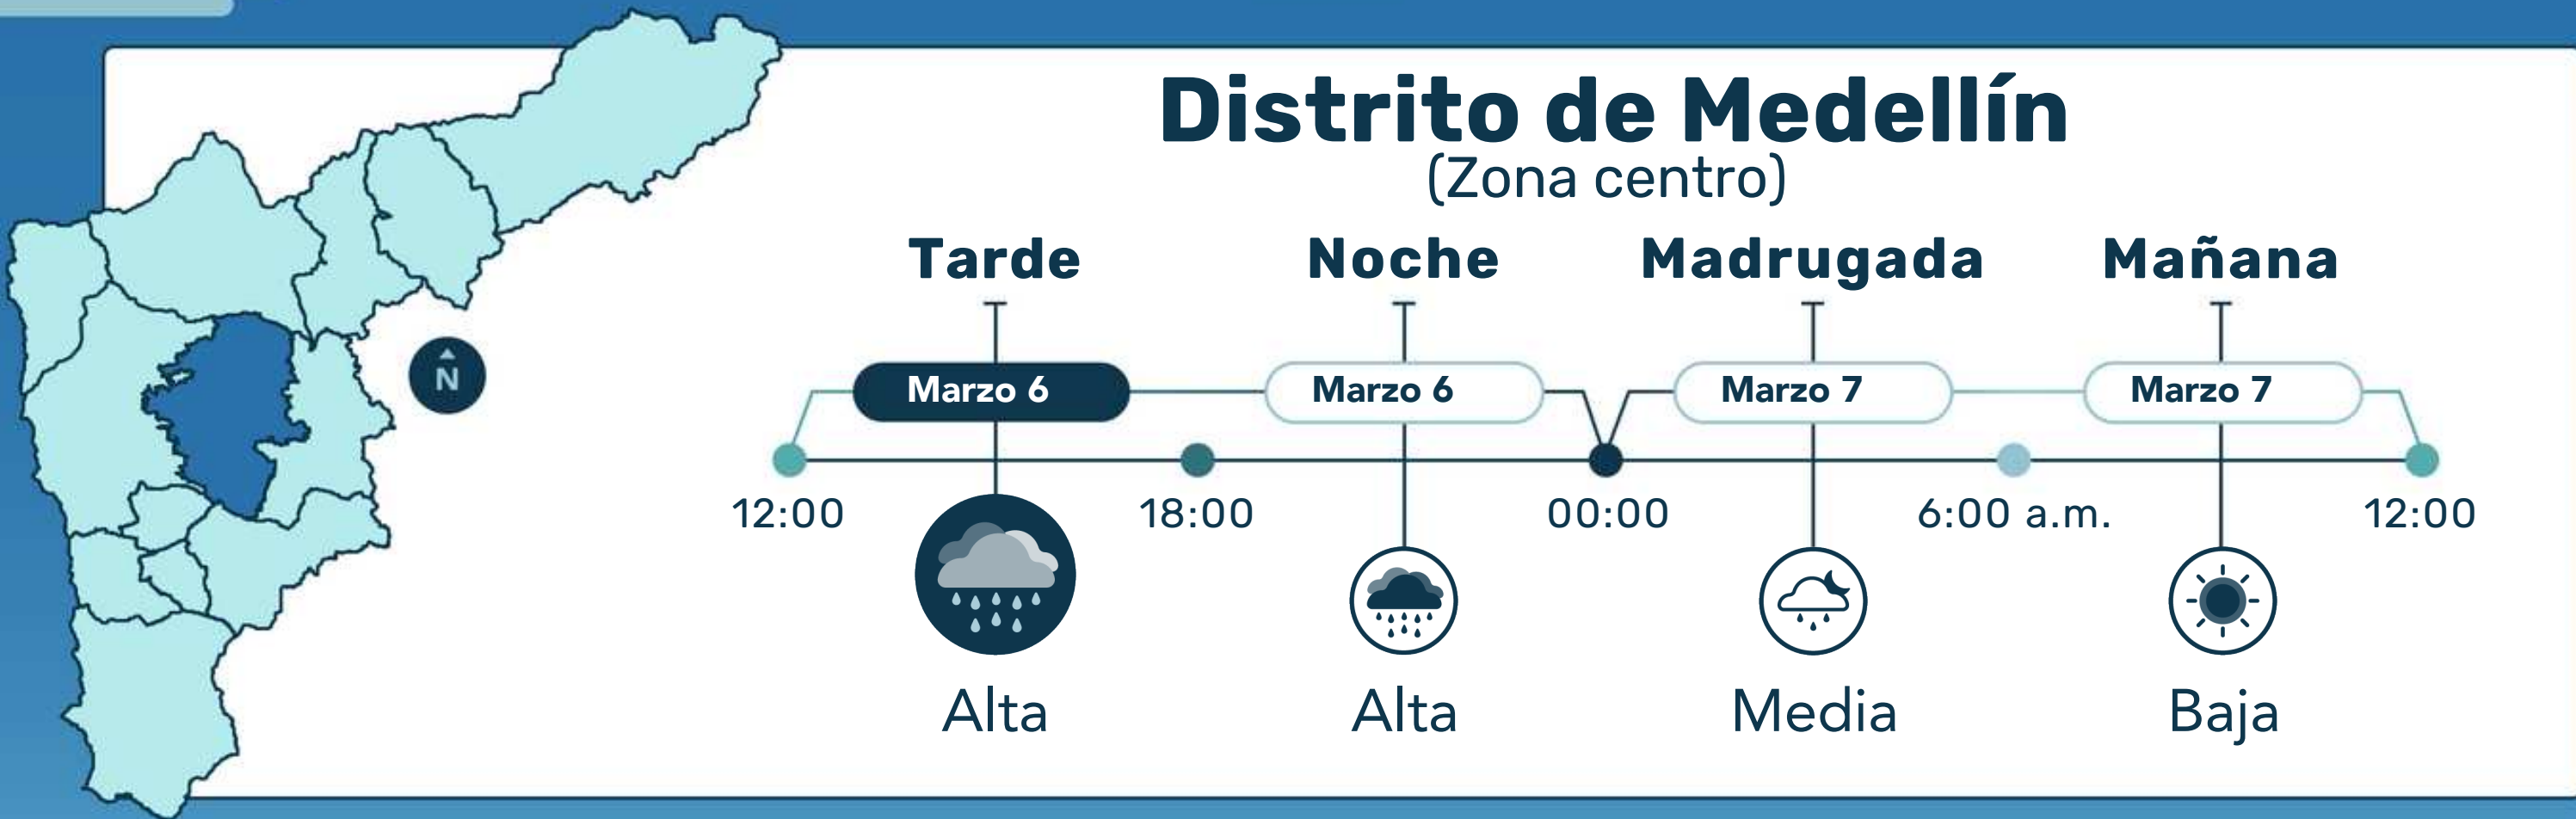 Distrito de Medellín
(Zona centro)
Tarde Noche Madrugada Mañana
Marzo 6 Marzo 6 Marzo 7 Marzo 7
N
12:00 18:00 00:00 6:00 a.m. 12:00
Alta Alta Media Baja